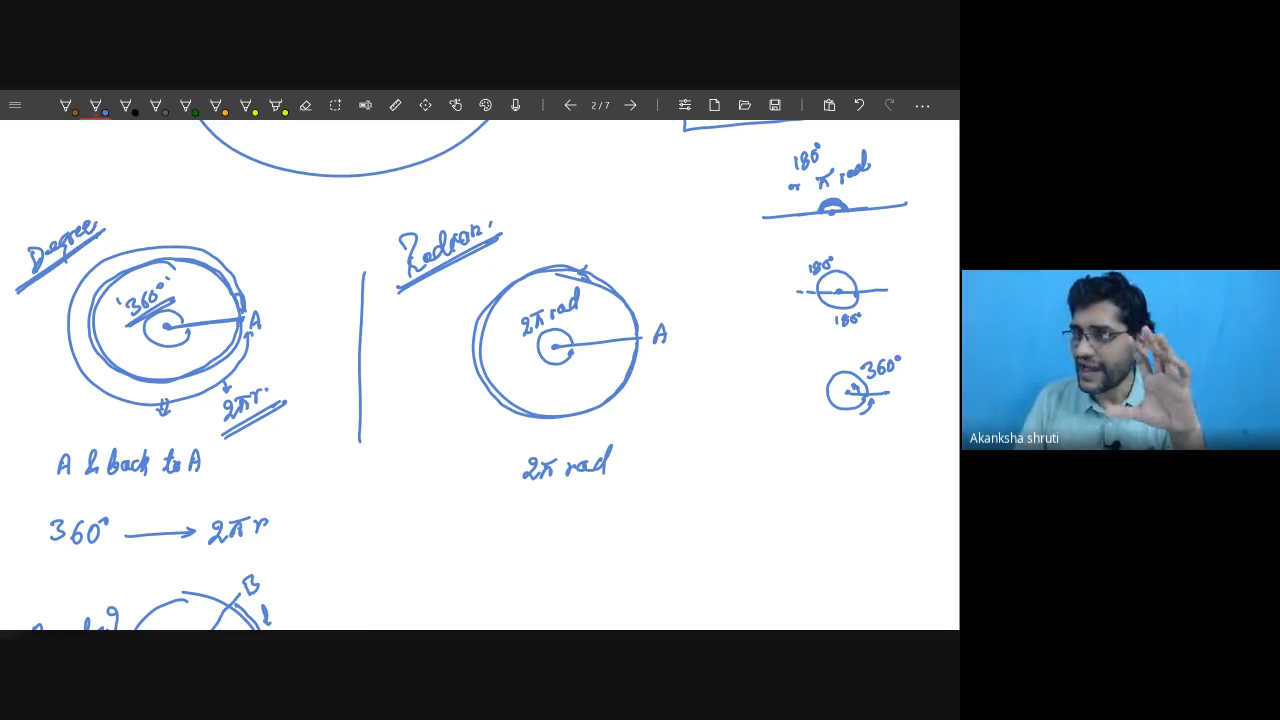 2/7
Degree
360°
A
2πr.
A & back to A
360° → 2πr
B
l
Radian.
2π rad
A
2π rad
180°
or π rad
180°
180°
360°
Akanksha shruti